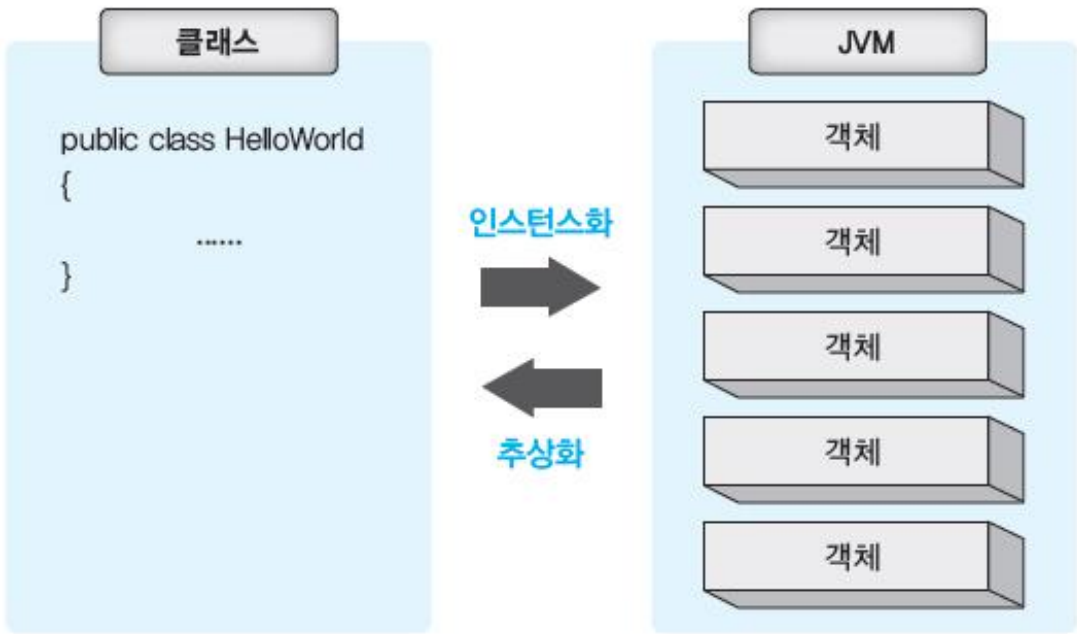 클래스
public class HelloWorld
{
......
}
인스턴스화
추상화
JVM
객체
객체
객체
객체
객체